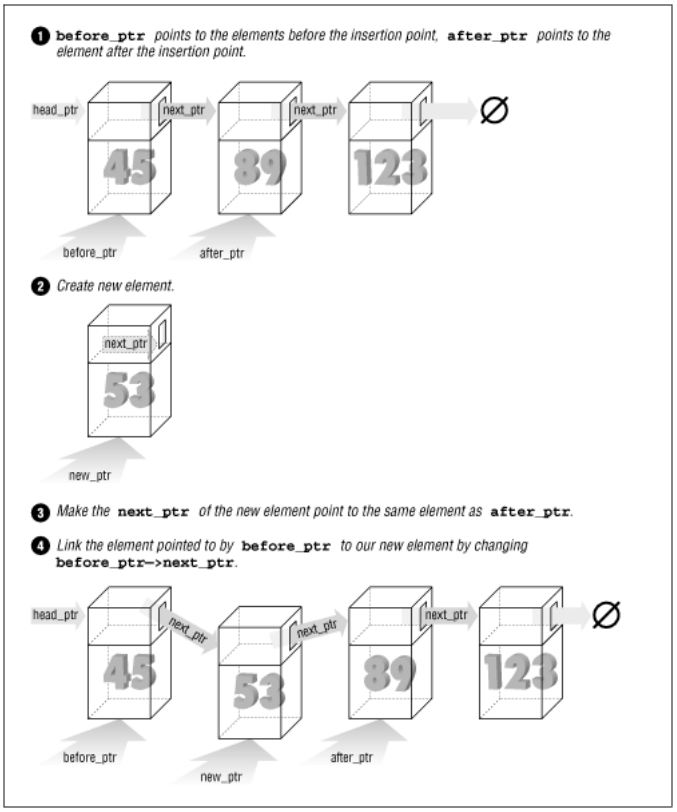 1 before_ptr points to the elements before the insertion point, after_ptr points to the
element after the insertion point.
head_ptr next_ptr next_ptr Ø
45 89 123
before_ptr after_ptr
2 Create new element.
next_ptr
53
new_ptr
3 Make the next_ptr of the new element point to the same element as after_ptr.
4 Link the element pointed to by before_ptr to our new element by changing
before_ptr—>next_ptr.
head_ptr next_ptr next_ptr next_ptr Ø
45 53 89 123
before_ptr new_ptr after_ptr